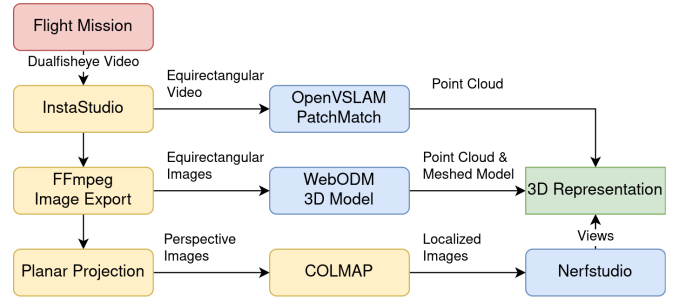 Flight Mission
Dualfisheye Video
InstaStudio
Equirectangular
Video
OpenVSLAM
PatchMatch
Point Cloud
FFmpeg
Image Export
Equirectangular
Images
WebODM
3D Model
Point Cloud &
Meshed Model
3D Representation
Planar Projection
Perspective
Images
COLMAP
Localized
Images
Nerfstudio
Views